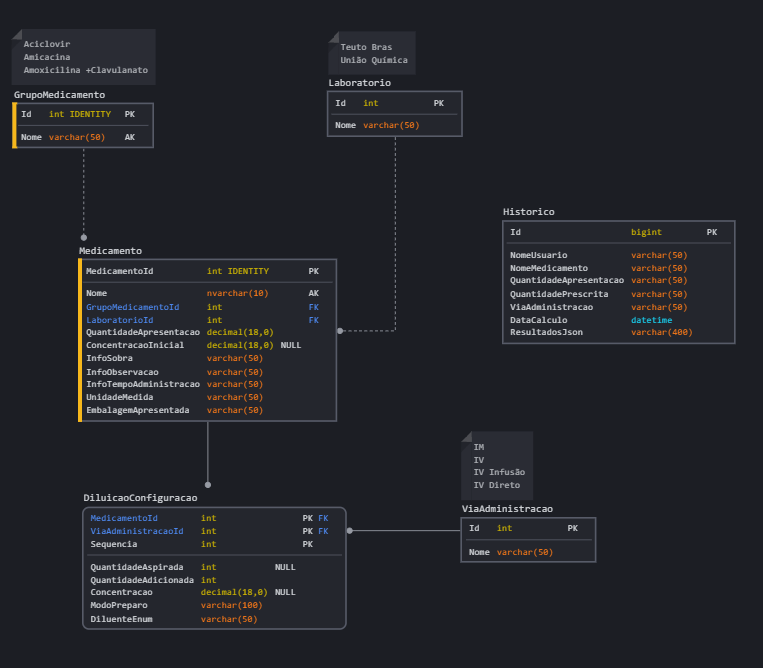 Aciclovir
Amicacina
Amoxicilina +Clavulanato
GrupoMedicamento
Id int IDENTITY PK
Nome varchar(50) AK
Teuto Bras
União Química
Laboratorio
Id int PK
Nome varchar(50)
Historico
Id bigint PK
NomeUsuario varchar(50)
NomeMedicamento varchar(50)
QuantidadeApresentacao varchar(50)
QuantidadePrescrita varchar(50)
ViaAdministracao varchar(50)
DataCalculo datetime
ResultadosJson varchar(400)
Medicamento
MedicamentoId int IDENTITY PK
Nome nvarchar(10) AK
GrupoMedicamentoId int FK
LaboratorioId int FK
QuantidadeApresentacao decimal(18,0)
ConcentracaoInicial decimal(18,0) NULL
InfoSobra varchar(50)
InfoObservacao varchar(50)
InfoTempoAdministracao varchar(50)
UnidadeMedida varchar(50)
EmbalagemApresentada varchar(50)
DiluicaoConfiguracao
MedicamentoId int PK FK
ViaAdministracaoId int PK FK
Sequencia int PK
QuantidadeAspirada int NULL
QuantidadeAdicionada int
Concentracao decimal(18,0) NULL
ModoPreparo varchar(100)
DiluenteEnum varchar(50)
IM
IV
IV Infusão
IV Direto
ViaAdministracao
Id int PK
Nome varchar(50)